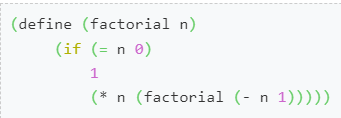 (define (factorial n)
     (if (= n 0)
         1
         (* n (factorial (- n 1)))))